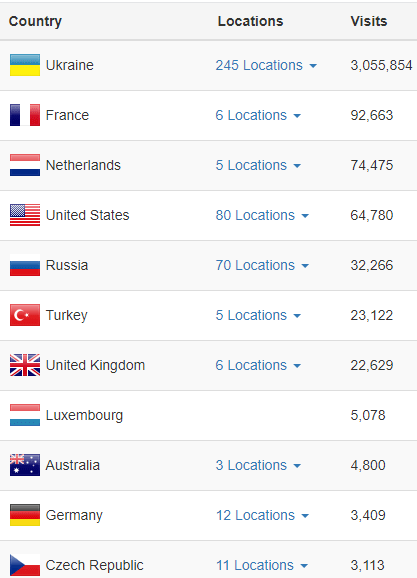 Country Locations Visits
Ukraine 245 Locations 3,055,854
France 6 Locations 92,663
Netherlands 5 Locations 74,475
United States 80 Locations 64,780
Russia 70 Locations 32,266
Turkey 5 Locations 23,122
United Kingdom 6 Locations 22,629
Luxembourg 5,078
Australia 3 Locations 4,800
Germany 12 Locations 3,409
Czech Republic 11 Locations 3,113